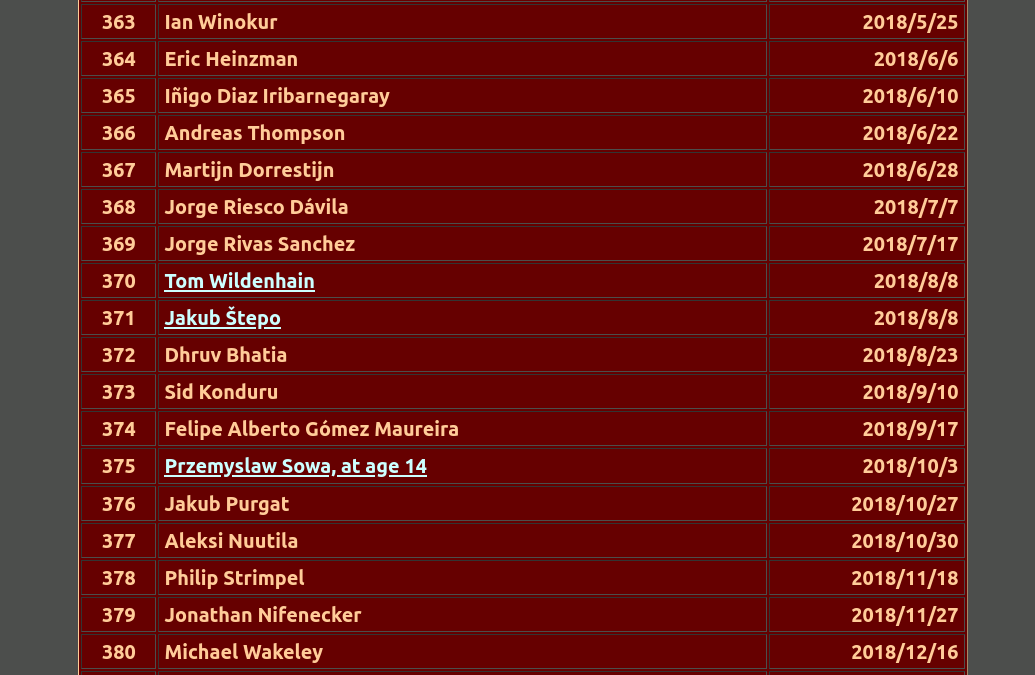 363 Ian Winokur 2018/5/25
364 Eric Heinzman 2018/6/6
365 Iñigo Diaz Iribarnegaray 2018/6/10
366 Andreas Thompson 2018/6/22
367 Martijn Dorrestijn 2018/6/28
368 Jorge Riesco Dávila 2018/7/7
369 Jorge Rivas Sanchez 2018/7/17
370 Tom Wildenhain 2018/8/8
371 Jakub Štepo 2018/8/8
372 Dhruv Bhatia 2018/8/23
373 Sid Konduru 2018/9/10
374 Felipe Alberto Gómez Maureira 2018/9/17
375 Przemyslaw Sowa, at age 14 2018/10/3
376 Jakub Purgat 2018/10/27
377 Aleksi Nuutila 2018/10/30
378 Philip Strimpel 2018/11/18
379 Jonathan Nifenecker 2018/11/27
380 Michael Wakeley 2018/12/16